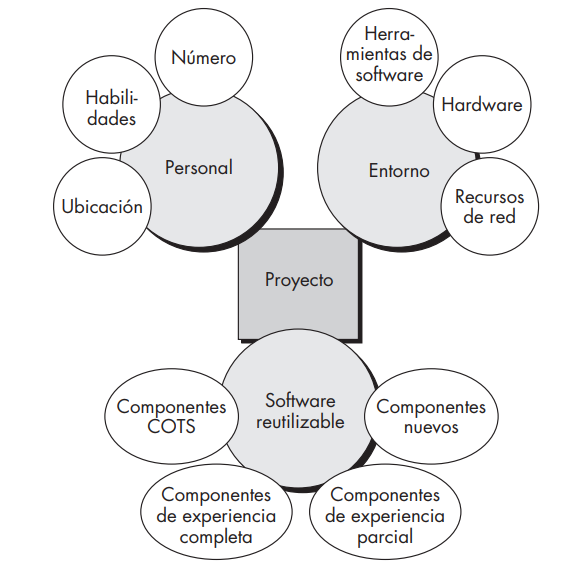 Número
Habili-
dades
Ubicación
Personal
Herra-
mientas de
software
Hardware
Recursos
de red
Entorno
Proyecto
Software
reutilizable
Componentes
COTS
Componentes
nuevos
Componentes
de experiencia
completa
Componentes
de experiencia
parcial